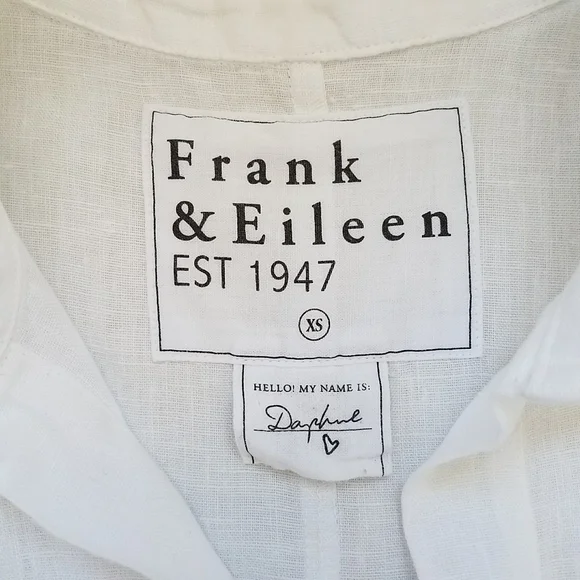 Frank
& Eileen
EST 1947
XS
HELLO! MY NAME IS:
Daphne